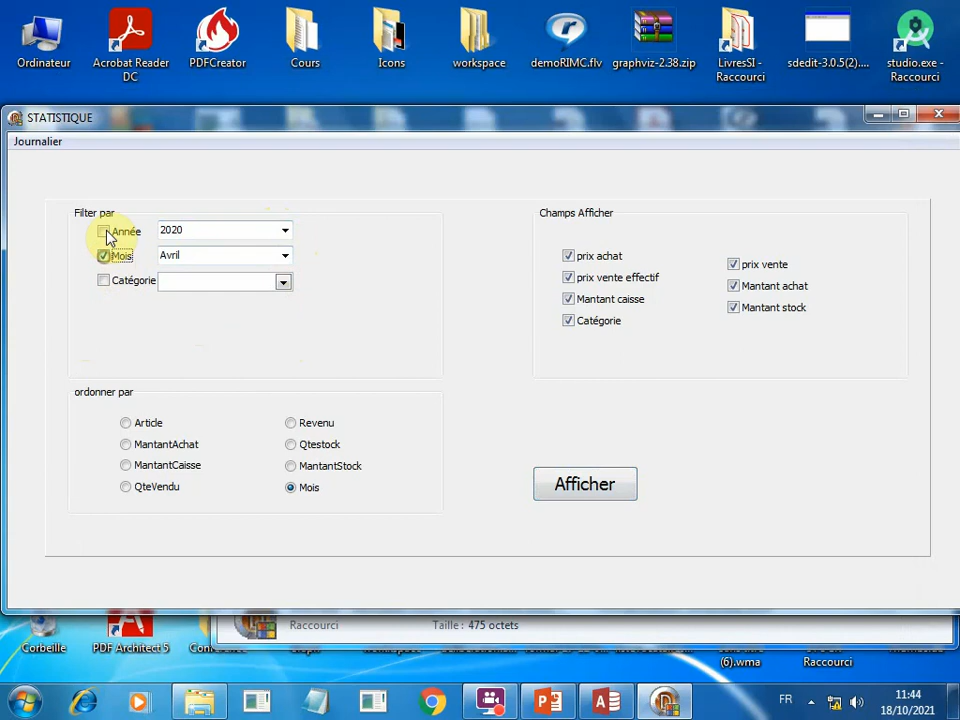 Ordinateur
Acrobat Reader DC
PDFCreator
Cours
Icons
workspace
demoRIMC.flv
graphviz-2.38.zip
LivresSI - Raccourci
sdedit-3.0.5(2)....
studio.exe - Raccourci
STATISTIQUE
Journalier
Filter par
Année
2020
Mois
Avril
Catégorie
Champs Afficher
prix achat
prix vente
prix vente effectif
Mantant achat
Mantant caisse
Mantant stock
Catégorie
ordonner par
Article
Revenu
MantantAchat
Qtestock
MantantCaisse
MantantStock
QteVendu
Mois
Afficher
Raccourci
Taille : 475 octets
Corbeille
PDF Architect 5
(6).wma
Raccourci
FR
11:44
18/10/2021